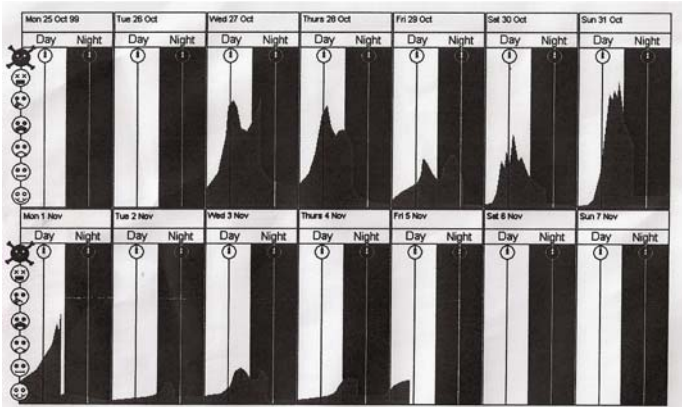 Mon 25 Oct 99 Tue 26 Oct Wed 27 Oct Thurs 28 Oct Fri 29 Oct Sat 30 Oct Sun 31 Oct
Day Night Day Night Day Night Day Night Day Night Day Night Day Night
Mon 1 Nov Tue 2 Nov Wed 3 Nov Thurs 4 Nov Fri 5 Nov Sat 6 Nov Sun 7 Nov
Day Night Day Night Day Night Day Night Day Night Day Night Day Night